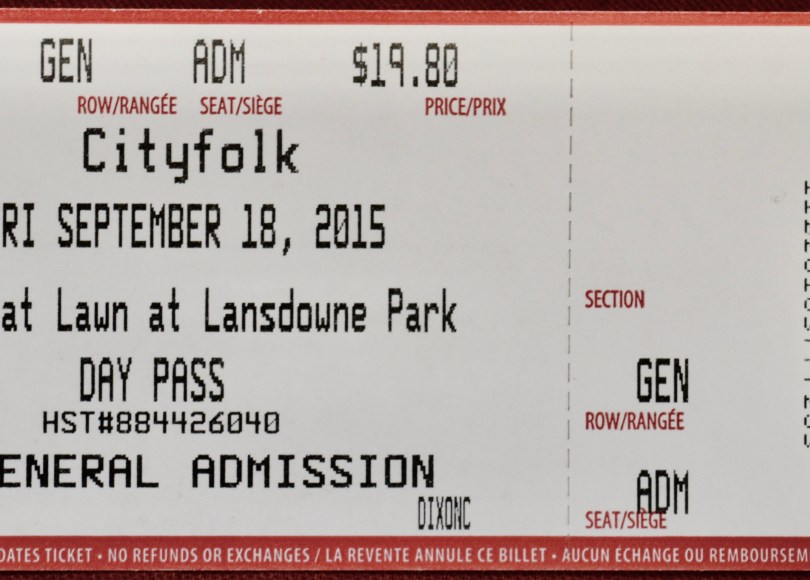 GEN ADM $19.80
ROW/RANGÉE SEAT/SIÈGE PRICE/PRIX
Cityfolk
RI SEPTEMBER 18, 2015
at Lawn at Lansdowne Park
DAY PASS
HST#884426040
ENERAL ADMISSION
DIXONC
SECTION
GEN
ROW/RANGÉE
ADM
SEAT/SIÈGE
DATES TICKET • NO REFUNDS OR EXCHANGES / LA REVENTE ANNULE CE BILLET • AUCUN ÉCHANGE OU REMBOURSEM